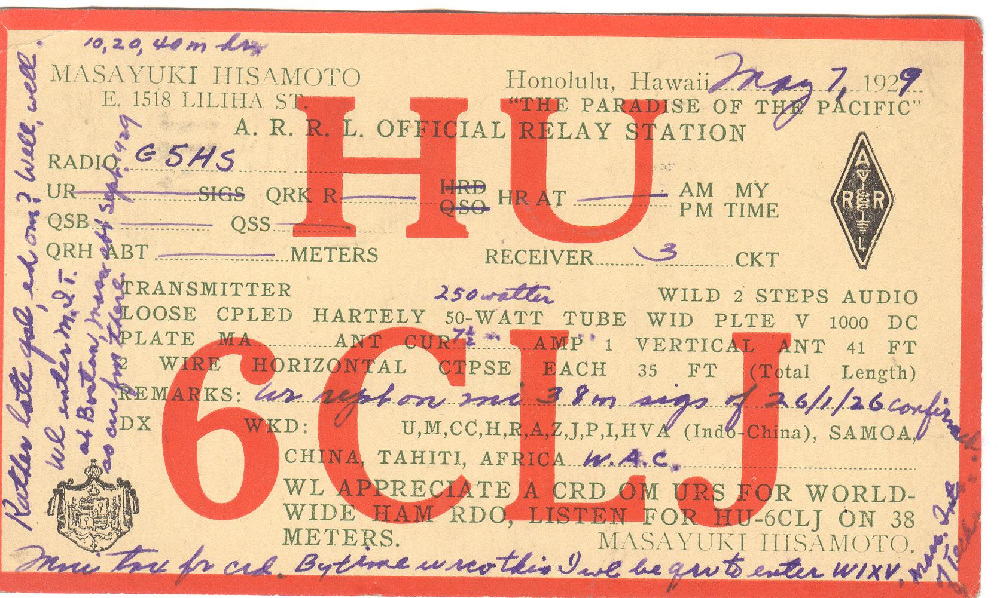 10, 20, 40m hr
MASAYUKI HISAMOTO
E. 1518 LILIHA ST.
Honolulu, Hawaii May 7, 1929
"THE PARADISE OF THE PACIFIC"
A. R. R. L. OFFICIAL RELAY STATION
HU
RADIO G5HS
UR SIGS QRK R HRD QSO HR AT AM PM MY TIME
QSB QSS
QRH ABT METERS RECEIVER 3 CKT
A
R R
L
TRANSMITTER 250 watter WILD 2 STEPS AUDIO
LOOSE CPLED HARTELY 50-WATT TUBE WID PLTE V 1000 DC
PLATE MA ANT CUR 7½ AMP 1 VERTICAL ANT 41 FT
2 WIRE HORIZONTAL CTPSE EACH 35 FT (Total Length)
REMARKS: Ur rept on mi 38m sigs of 26/1/26 confirmed.
6CLJ
DX WKD: U,M,CC,H,R,A,Z,J,P,I,HVA (Indo-China), SAMOA,
CHINA, TAHITI, AFRICA W.A.C.
WL APPRECIATE A CRD OM URS FOR WORLD-
WIDE HAM RDO, LISTEN FOR HU-6CLJ ON 38
METERS.
MASAYUKI HISAMOTO.
Mni tnx fr crd. By time u rcv this I wl be qrv to enter W1XV, Mass. Inst. of Tech.
Rather late qsl, eh om? Well, well.
Wl enter M.I.T.
at Boston, Mass abt Sept. 1929
so cu fm there.